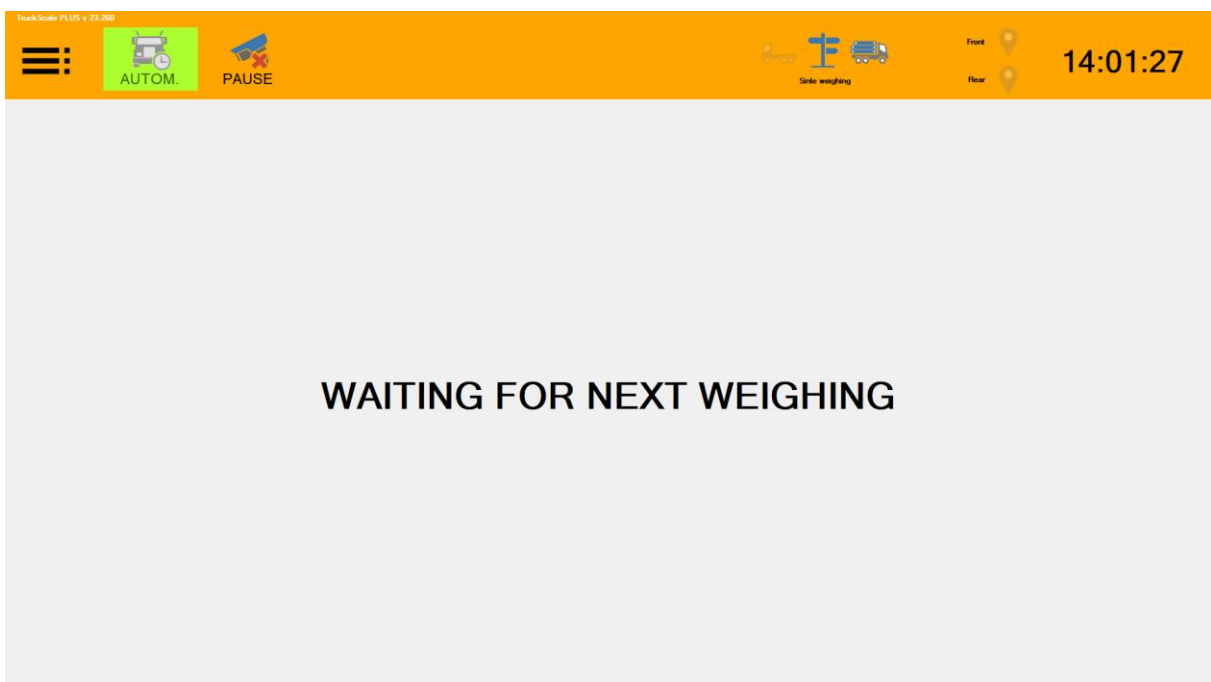 TruckScale PLUS v 23.260
AUTOM.
PAUSE
Sinle weighing
Front
Rear
14:01:27
WAITING FOR NEXT WEIGHING